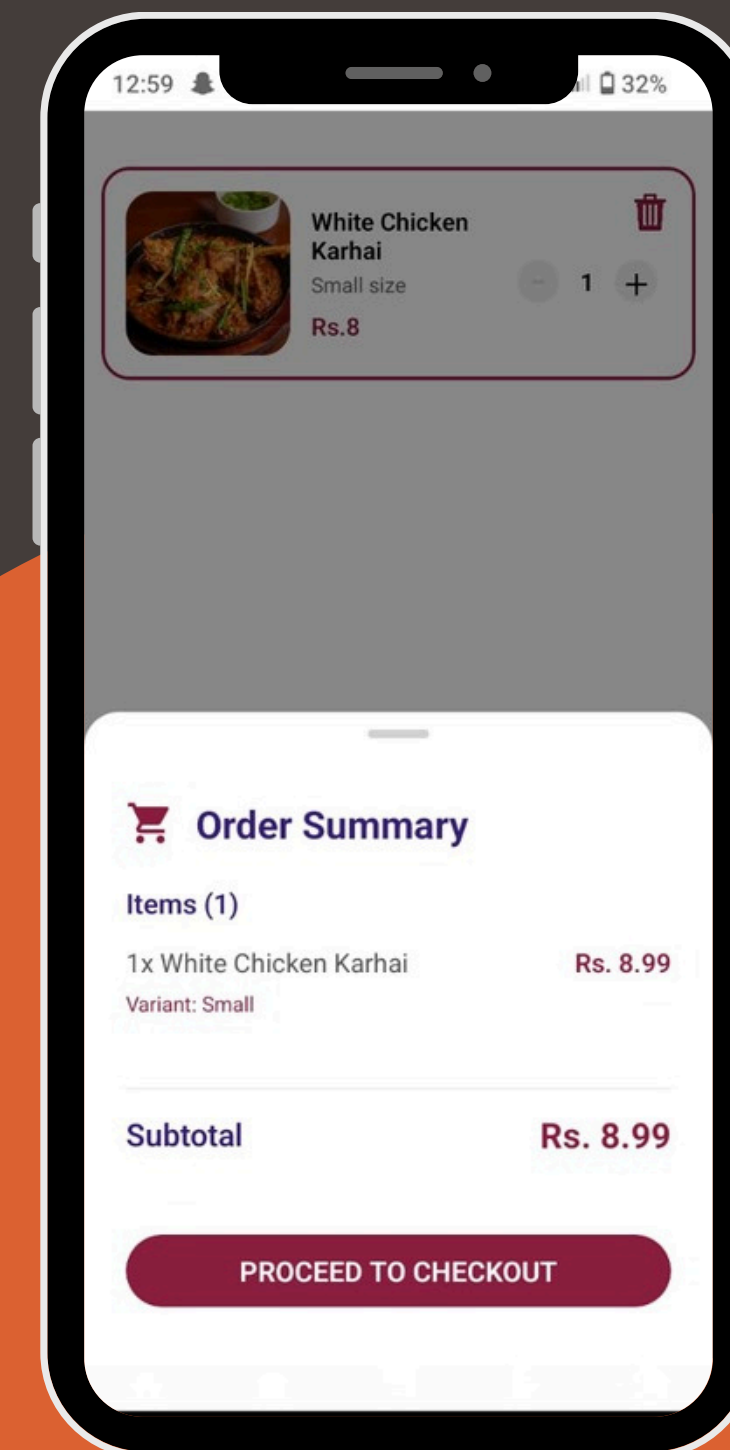 12:59
32%
White Chicken
Karhai
Small size
- 1 +
Rs.8
Order Summary
Items (1)
1x White Chicken Karhai Rs. 8.99
Variant: Small
Subtotal Rs. 8.99
PROCEED TO CHECKOUT